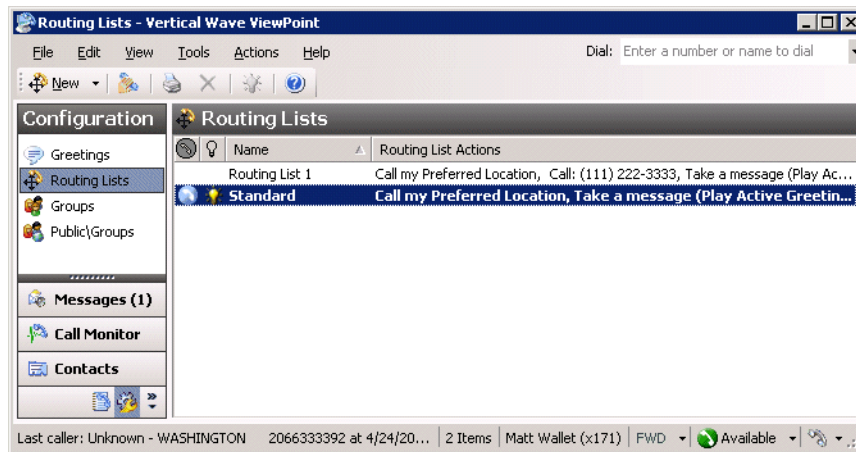 Routing Lists - Vertical Wave ViewPoint
File Edit View Tools Actions Help Dial: Enter a number or name to dial
New
Configuration Routing Lists
Greetings
Routing Lists
Groups
Public\Groups
Name Routing List Actions
Routing List 1 Call my Preferred Location, Call: (111) 222-3333, Take a message (Play Ac...
Standard Call my Preferred Location, Take a message (Play Active Greetin...
Messages (1)
Call Monitor
Contacts
Last caller: Unknown - WASHINGTON 2066333392 at 4/24/20... 2 Items Matt Wallet (x171) FWD Available